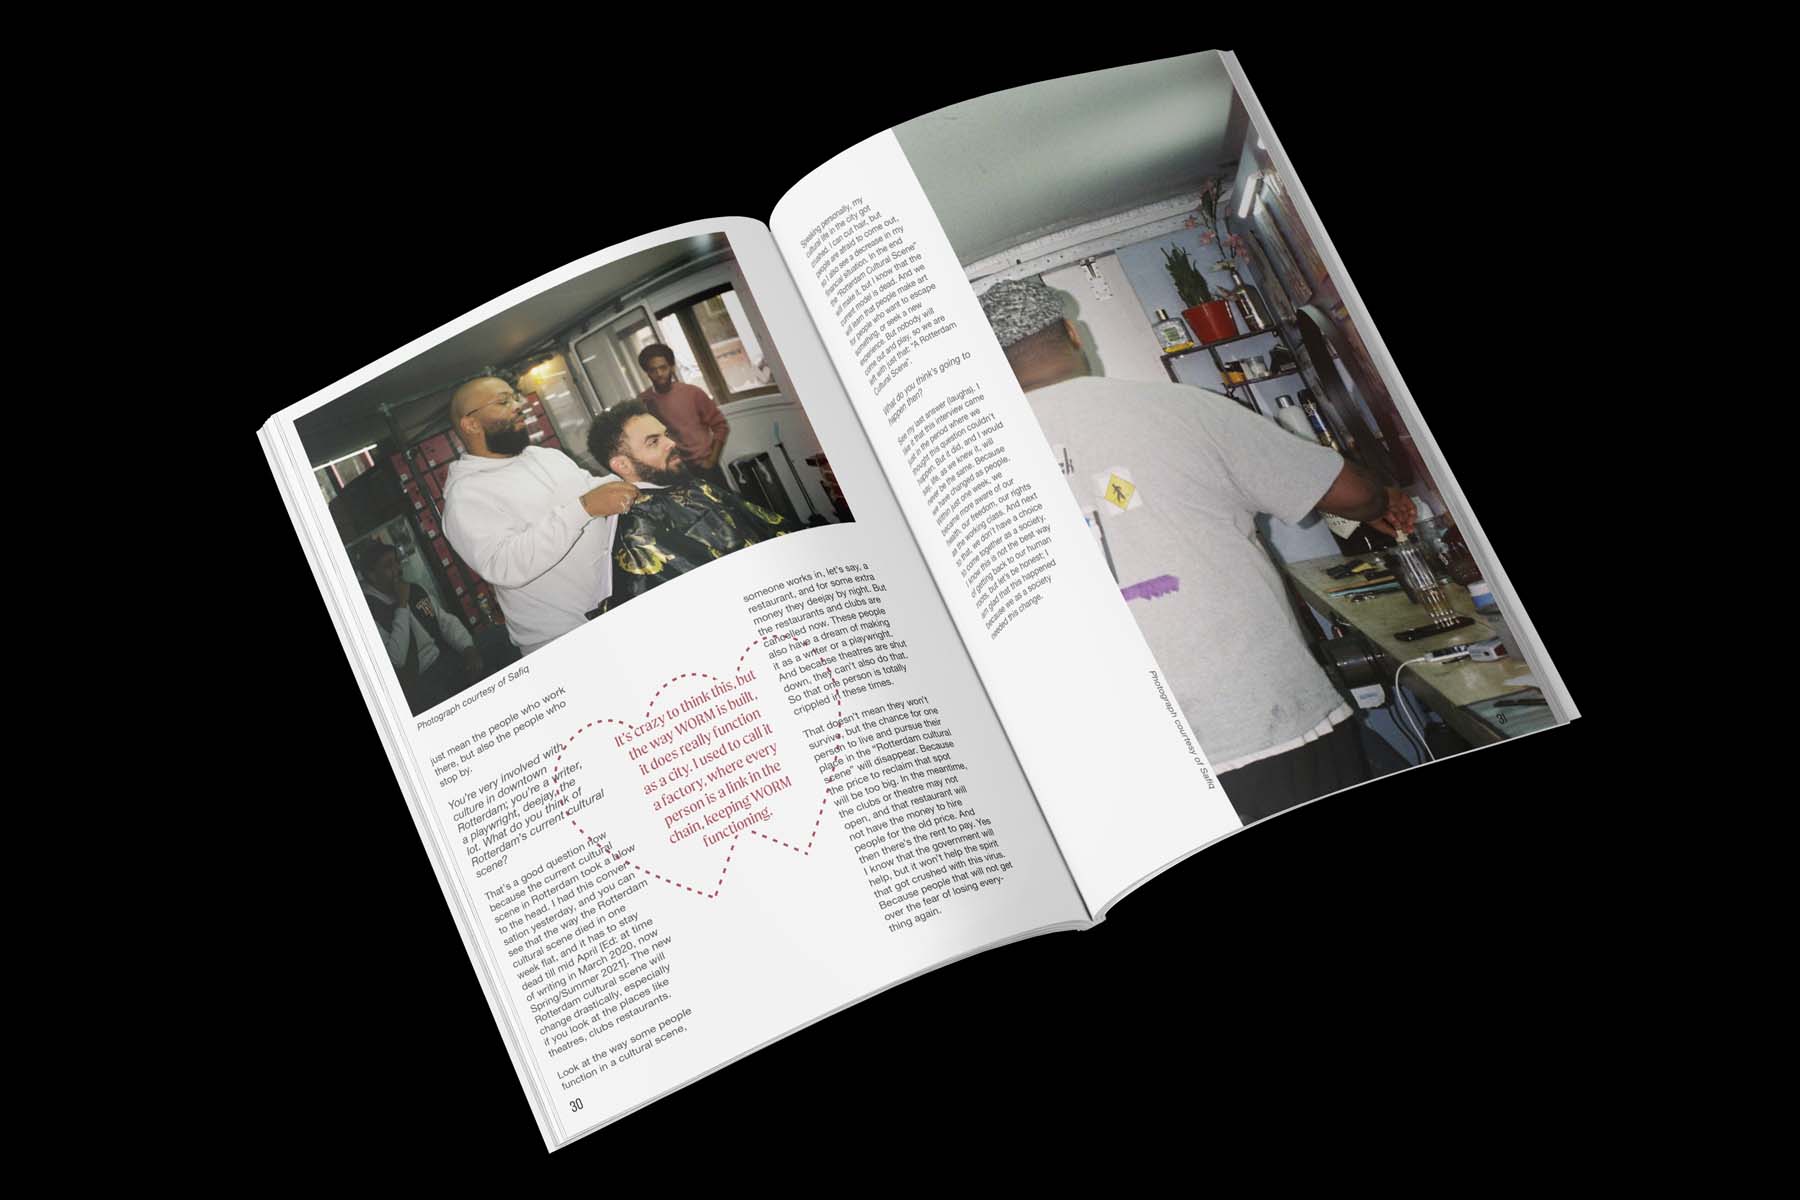 Photograph courtesy of Safiq
just mean the people who work
there, but also the people who
stop by.
You're very involved with
culture in downtown
Rotterdam; you're a writer,
a playwright, deejay, the
lot. What do you think of
Rotterdam's current cultural
scene?
That's a good question now
because the current cultural
scene in Rotterdam took a blow
to the head. I had this conver-
sation yesterday, and you can
see that the way the Rotterdam
cultural scene died in one
week flat, and it has to stay
dead till mid April [Ed: at time
of writing in March 2020, now
Spring/Summer 2021]. The new
Rotterdam cultural scene will
change drastically, especially
if you look at the places like
theatres, clubs restaurants.
Look at the way some people
function in a cultural scene,
30
It's crazy to think this, but
the way WORM is built,
it does really function
as a city. I used to call it
a factory, where every
person is a link in the
chain, keeping WORM
functioning.
someone works in, let's say, a
restaurant, and for some extra
money they deejay by night. But
the restaurants and clubs are
cancelled now. These people
also have a dream of making
it as a writer or a playwright.
And because theatres are shut
down, they can't also do that.
So that one person is totally
crippled in these times.
That doesn't mean they won't
survive, but the chance for one
person to live and pursue their
place in the "Rotterdam cultural
scene" will disappear. Because
the price to reclaim that spot
will be too big. In the meantime,
the clubs or theatre may not
open, and that restaurant will
not have the money to hire
people for the old price. And
then there's the rent to pay. Yes
I know that the government will
help, but it won't help the spirit
that got crushed with this virus.
Because people that will not get
over the fear of losing every-
thing again.
Speaking personally, my
cultural life in the city got
crushed. I can cut hair, but
people are afraid to come out,
so I also see a decrease in my
financial situation. In the end
the "Rotterdam Cultural Scene"
will make it, but I know that the
current model is dead. And we
will learn that people make art
for people who want to escape
something, or seek a new
experience. But nobody will
come out and play, so we are
left with just that: "A Rotterdam
Cultural Scene".
What do you think's going to
happen then?
See my last answer (laughs). I
like it that this interview came
just in the period where we
thought this question couldn't
happen. But it did, and I would
say, life, as we knew it, will
never be the same. Because
we have changed as people.
Within just one week, we
became more aware of our
health, our freedom, our rights
as the working class. And next
to that, we don't have a choice
to come together as a society.
I know this is not the best way
of getting back to our human
roots, but let's be honest; I
am glad that this happened
because we as a society
needed this change.
Photograph courtesy of Safiq
31